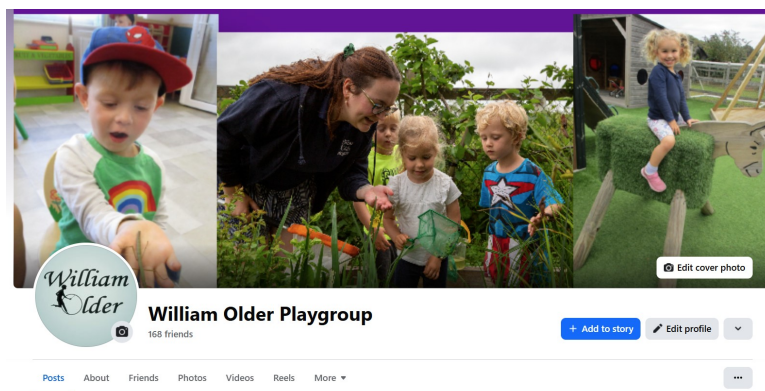 Edit cover photo
William
Older
William Older Playgroup
168 friends
+ Add to story
Edit profile
Posts About Friends Photos Videos Reels More